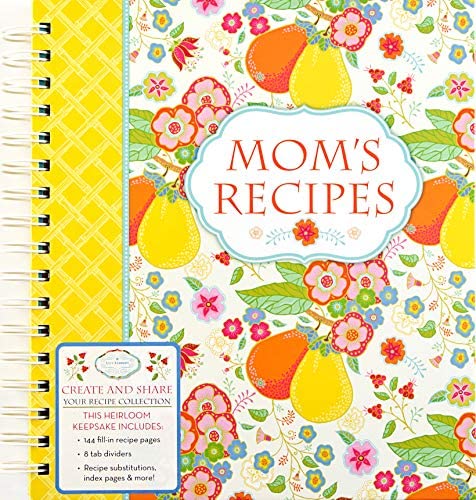 MOM'S
RECIPES
CREATE AND SHARE
YOUR RECIPE COLLECTION
THIS HEIRLOOM
KEEPSAKE INCLUDES:
• 144 fill-in recipe pages
• 8 tab dividers
• Recipe substitutions,
index pages & more!